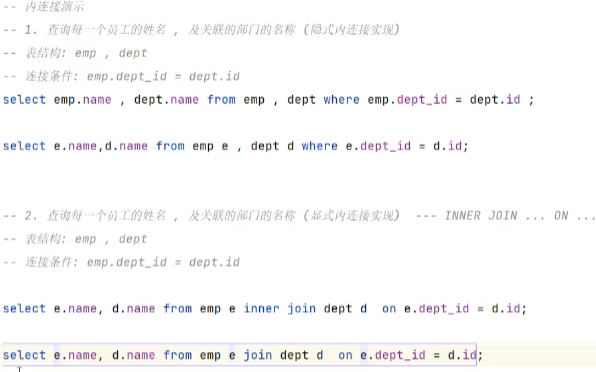 -- 内连接演示
-- 1. 查询每一个员工的姓名 , 及关联的部门的名称 (隐式内连接实现)
-- 表结构: emp , dept
-- 连接条件: emp.dept_id = dept.id
select emp.name , dept.name from emp , dept where emp.dept_id = dept.id ;
select e.name,d.name from emp e , dept d where e.dept_id = d.id;
-- 2. 查询每一个员工的姓名 , 及关联的部门的名称 (显式内连接实现) --- INNER JOIN ... ON ...
-- 表结构: emp , dept
-- 连接条件: emp.dept_id = dept.id
select e.name, d.name from emp e inner join dept d  on e.dept_id = d.id;
select e.name, d.name from emp e join dept d  on e.dept_id = d.id;